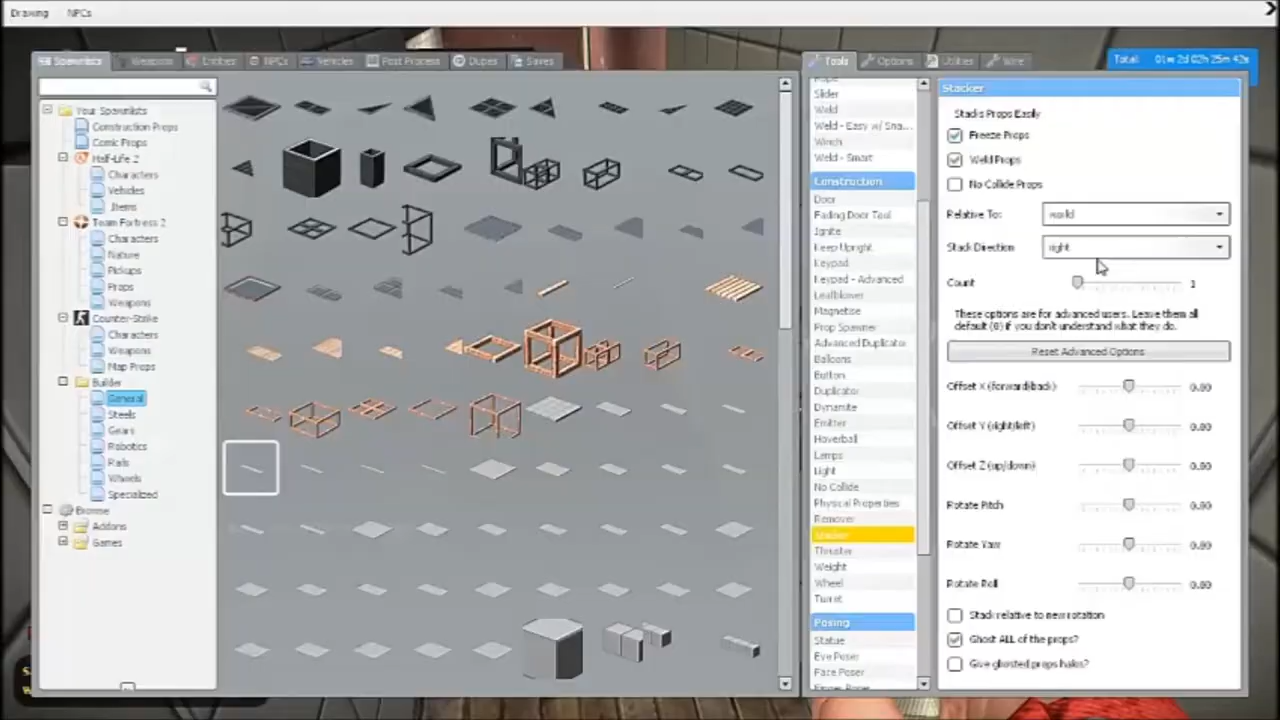 Drawing NPCs
Spawnlists Weapons Entities NPCs Vehicles Post Process Dupes Saves
Your Spawnlists
Construction Props
Comic Props
Half-Life 2
Characters
Vehicles
Items
Team Fortress 2
Characters
Nature
Pickups
Props
Weapons
Counter-Strike
Characters
Weapons
Map Props
Builder
General
Steels
Gears
Robotics
Rails
Wheels
Specialized
Browse
Addons
Games
Tools Options Utilities Wire
Slider
Weld
Weld - Easy w/ Sna...
Winch
Weld - Smart
Construction
Door
Fading Door Tool
Ignite
Keep Upright
Keypad
Keypad - Advanced
Leafblower
Magnetise
Prop Spawner
Advanced Duplicator
Balloons
Button
Duplicator
Dynamite
Emitter
Hoverball
Lamps
Light
No Collide
Physical Properties
Remover
Stacker
Thruster
Weight
Wheel
Turret
Posing
Statue
Eye Poser
Face Poser
Finger Poser
Total: 01w 2d 02h 25m 42s
Stacker
Stacks Props Easily
Freeze Props
Weld Props
No Collide Props
Relative To: world
Stack Direction right
Count 1
These options are for advanced users. Leave them all
default (0) if you don't understand what they do.
Reset Advanced Options
Offset X (forward/back) 0.00
Offset Y (right/left) 0.00
Offset Z (up/down) 0.00
Rotate Pitch 0.00
Rotate Yaw 0.00
Rotate Roll 0.00
Stack relative to new rotation
Ghost ALL of the props?
Give ghosted props halos?